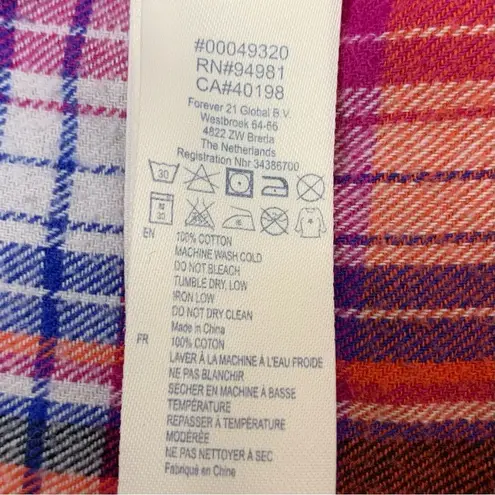 #00049320
RN#94981
CA#40198
Forever 21 Global B.V.
Westbroek 64-66
4822 ZW Breda
The Netherlands
Registration Nbr 34386700
30
EN
100% COTTON
MACHINE WASH COLD
DO NOT BLEACH
TUMBLE DRY, LOW
IRON LOW
DO NOT DRY CLEAN
Made in China
FR
100% COTON
LAVER À LA MACHINE À L'EAU FROIDE
NE PAS BLANCHIR
SÉCHER EN MACHINE A BASSE
TEMPÉRATURE
REPASSER À TEMPÉRATURE
MODÉRÉE
NE PAS NETTOYER À SEC
Fabriqué en Chine